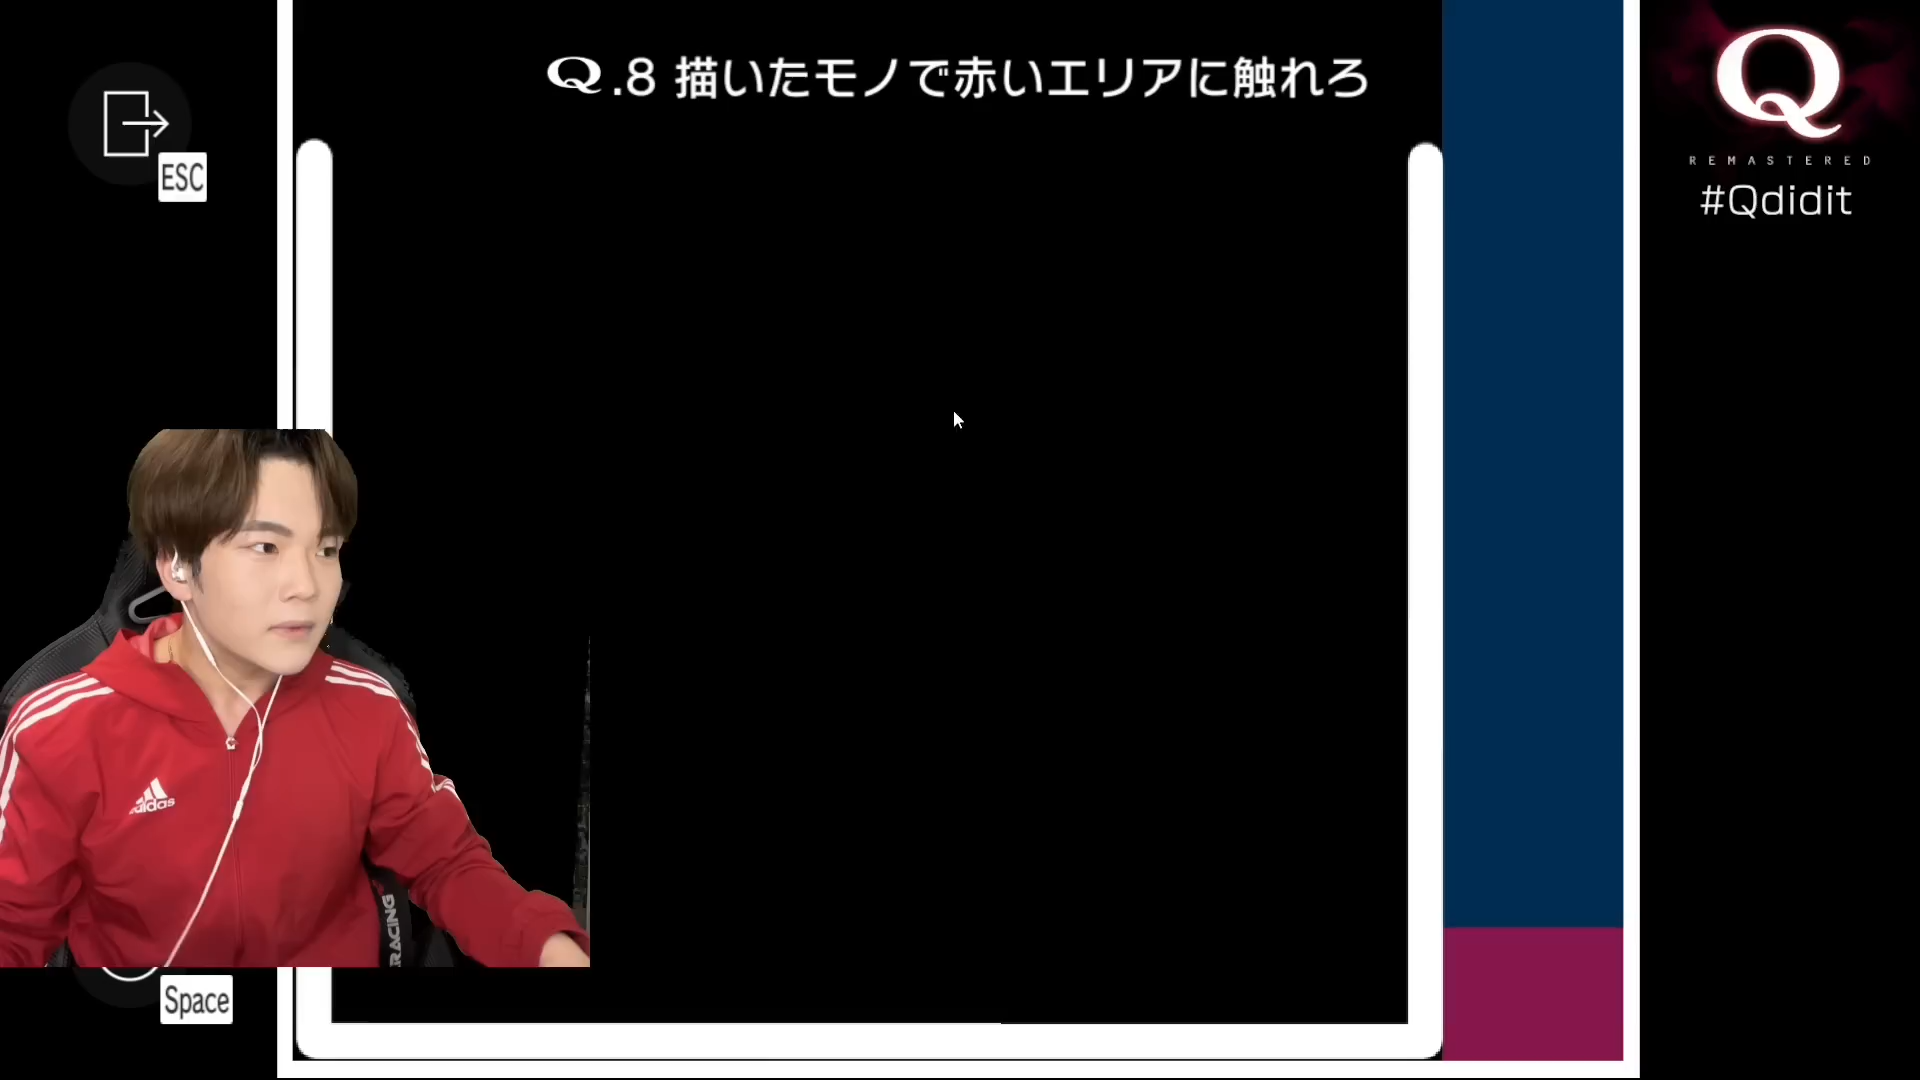 Q.8 描いたモノで赤いエリアに触れろ
ESC
Q
REMASTERED
#Qdidit
adidas
RACING
Space